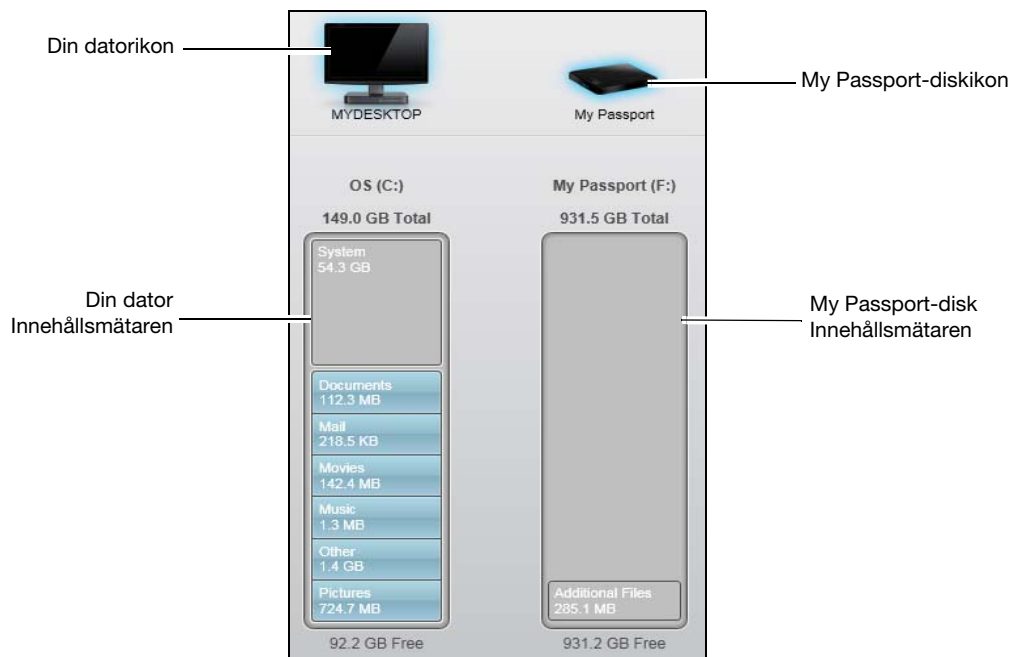 Din datorikon
My Passport-diskikon
MYDESKTOP
My Passport
OS (C:)
My Passport (F:)
149.0 GB Total
931.5 GB Total
System
54.3 GB
Din dator
Innehållsmätaren
My Passport-disk
Innehållsmätaren
Documents
112.3 MB
Mail
218.5 KB
Movies
142.4 MB
Music
1.3 MB
Other
1.4 GB
Pictures
724.7 MB
Additional Files
285.1 MB
92.2 GB Free
931.2 GB Free